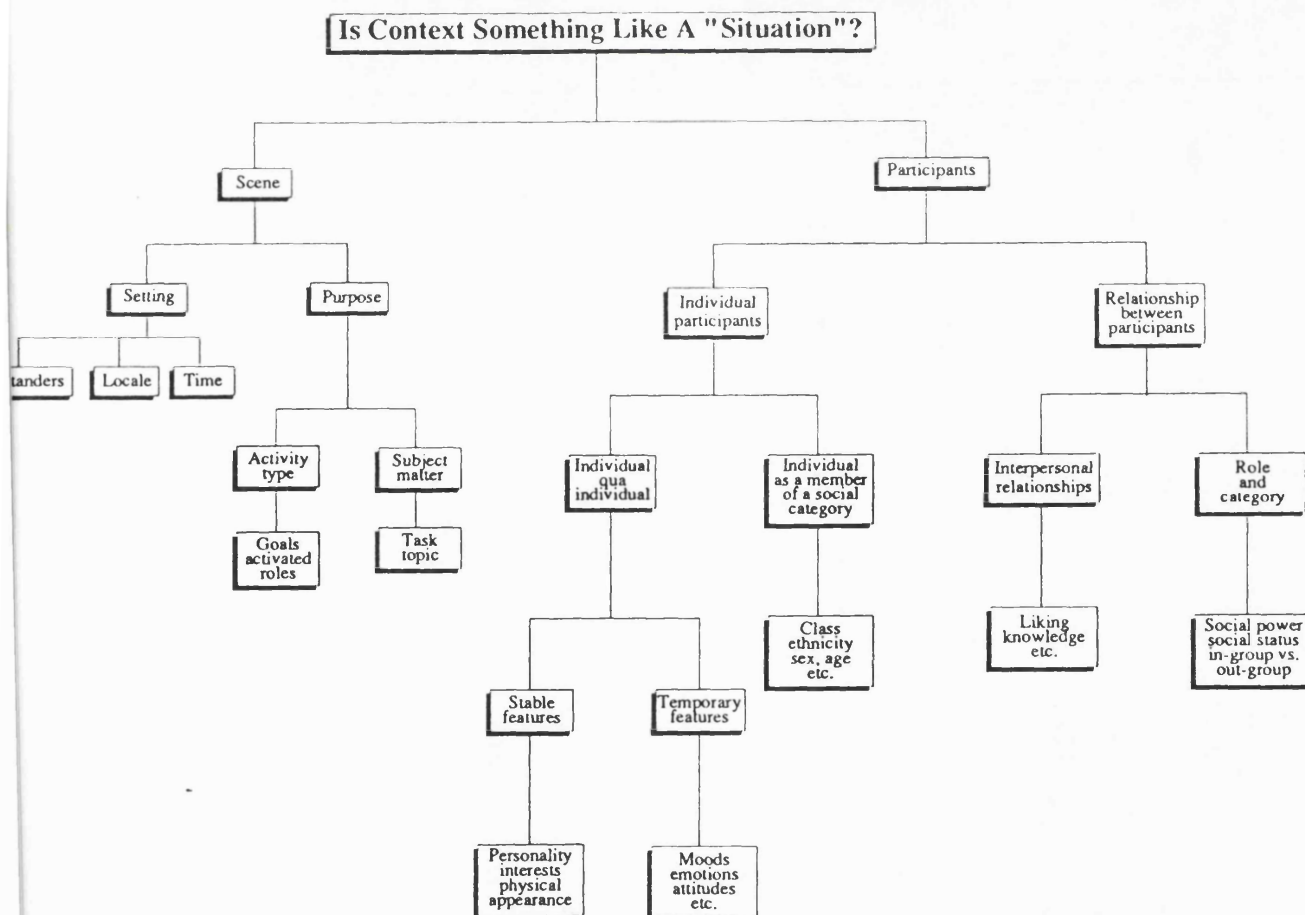 Is Context Something Like A "Situation"?
Scene
Participants
Setting
Purpose
Individual
participants
Relationship
between
participants
tanders
Locale
Time
Activity
type
Subject
matter
Individual
qua
individual
Individual
as a member
of a social
category
Interpersonal
relationships
Role
and
category
Goals
activated
roles
Task
topic
Class
ethnicity
sex, age
etc.
Liking
knowledge
etc.
Social power
social status
in-group vs.
out-group
Stable
features
Temporary
features
Personality
interests
physical
appearance
Moods
emotions
attitudes
etc.